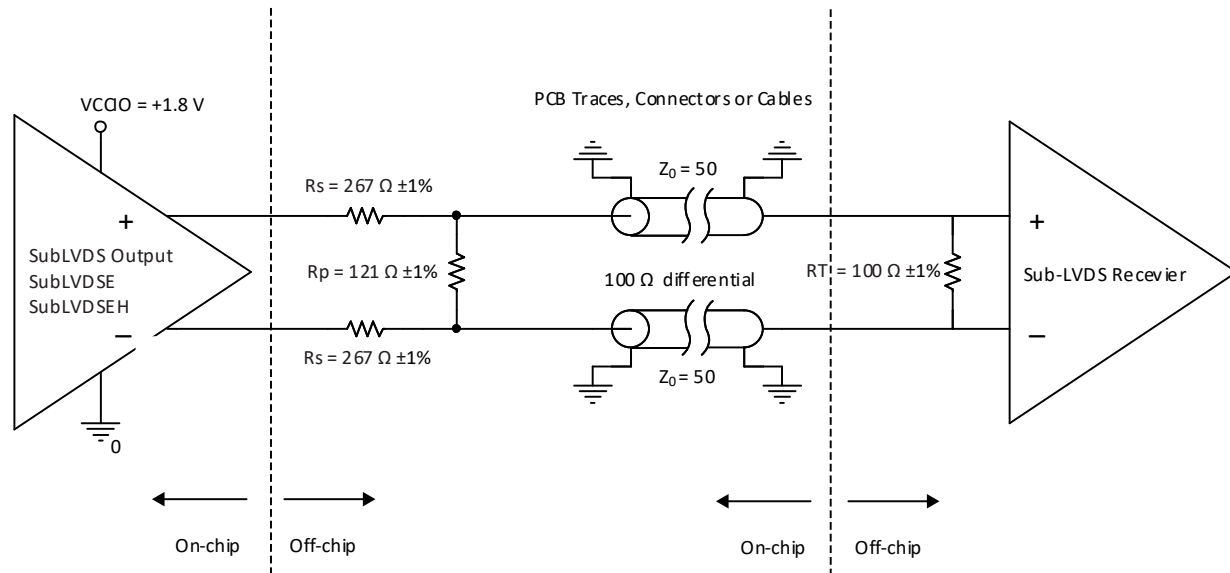 VCCIO = +1.8 V
PCB Traces, Connectors or Cables
Z0 = 50
Rs = 267 Ω ±1%
+
+
SubLVDS Output
SubLVDSE
SubLVDSEH
Rp = 121 Ω ±1%
100 Ω differential
RT = 100 Ω ±1%
Sub-LVDS Recevier
−
−
Rs = 267 Ω ±1%
Z0 = 50
0
On-chip
Off-chip
On-chip
Off-chip